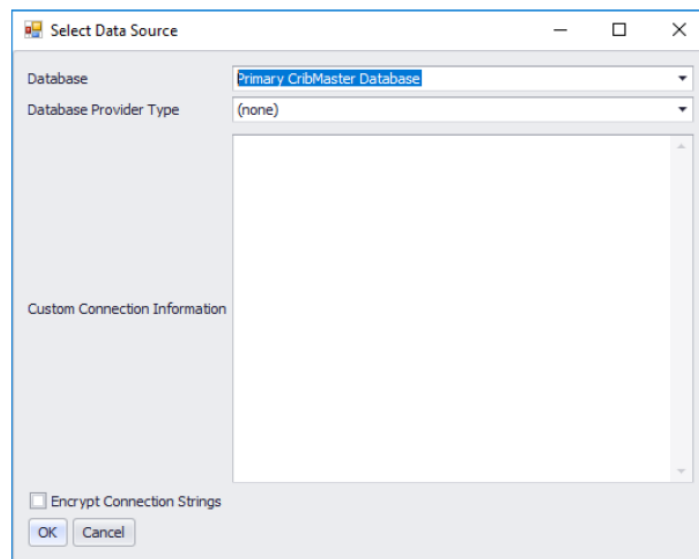 Select Data Source
Database Primary CribMaster Database
Database Provider Type (none)
Custom Connection Information
Encrypt Connection Strings
OK Cancel